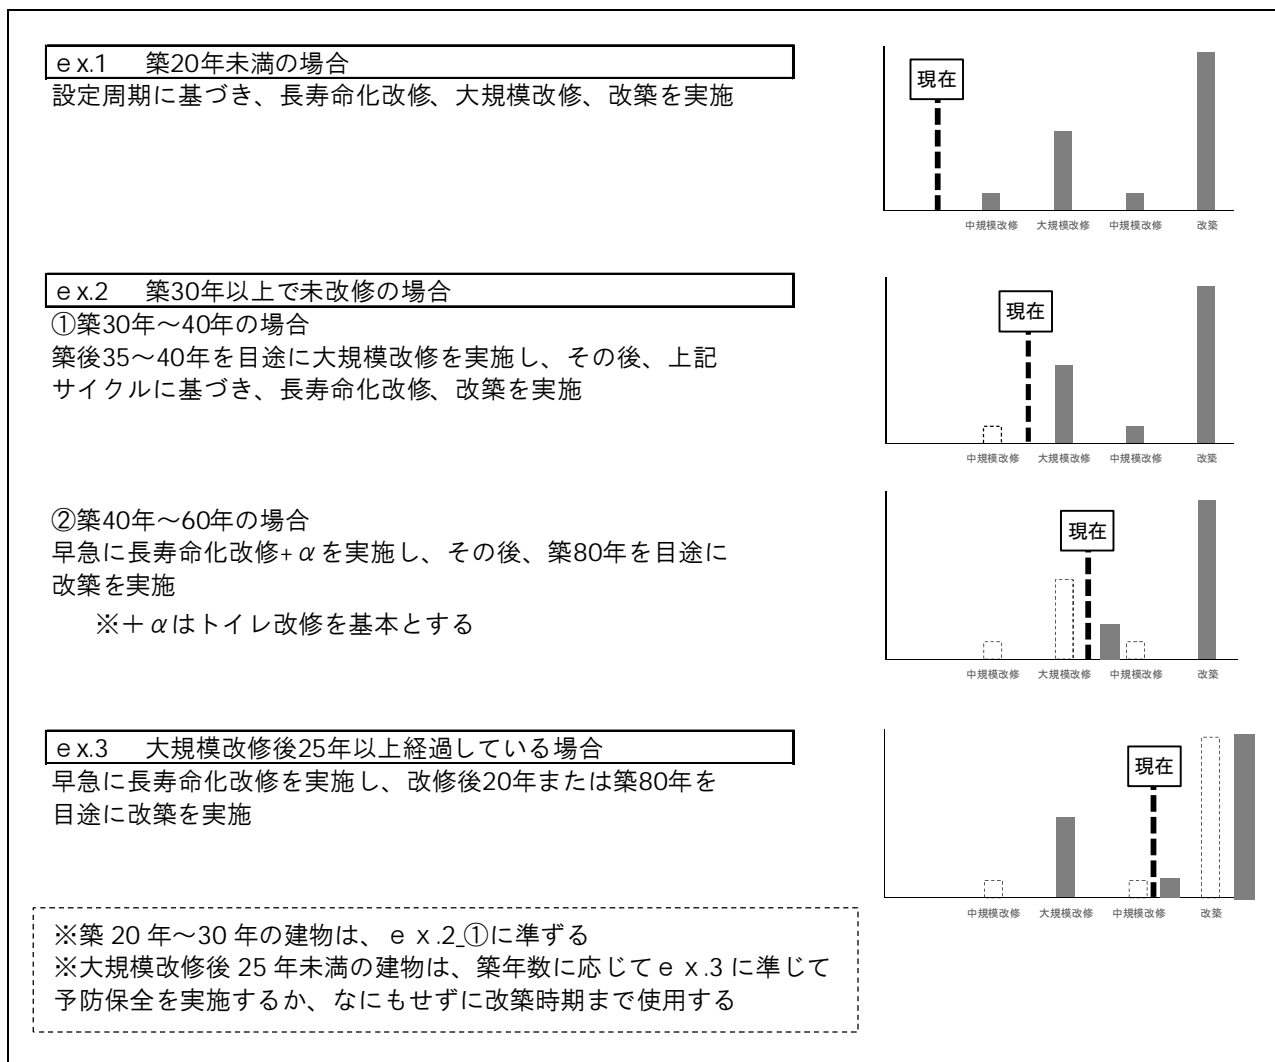 ｅx.1　築20年未満の場合
設定周期に基づき、長寿命化改修、大規模改修、改築を実施
現在
中規模改修　大規模改修　中規模改修　改築
ｅx.2　築30年以上で未改修の場合
①築30年～40年の場合
築後35～40年を目途に大規模改修を実施し、その後、上記
サイクルに基づき、長寿命化改修、改築を実施
現在
中規模改修　大規模改修　中規模改修　改築
②築40年～60年の場合
早急に長寿命化改修+αを実施し、その後、築80年を目途に
改築を実施
※＋αはトイレ改修を基本とする
現在
中規模改修　大規模改修　中規模改修　改築
ｅx.3　大規模改修後25年以上経過している場合
早急に長寿命化改修を実施し、改修後20年または築80年を
目途に改築を実施
現在
中規模改修　大規模改修　中規模改修　改築
※築 20 年～30 年の建物は、ｅｘ.2_①に準ずる
※大規模改修後 25 年未満の建物は、築年数に応じてｅｘ.3 に準じて
予防保全を実施するか、なにもせずに改築時期まで使用する